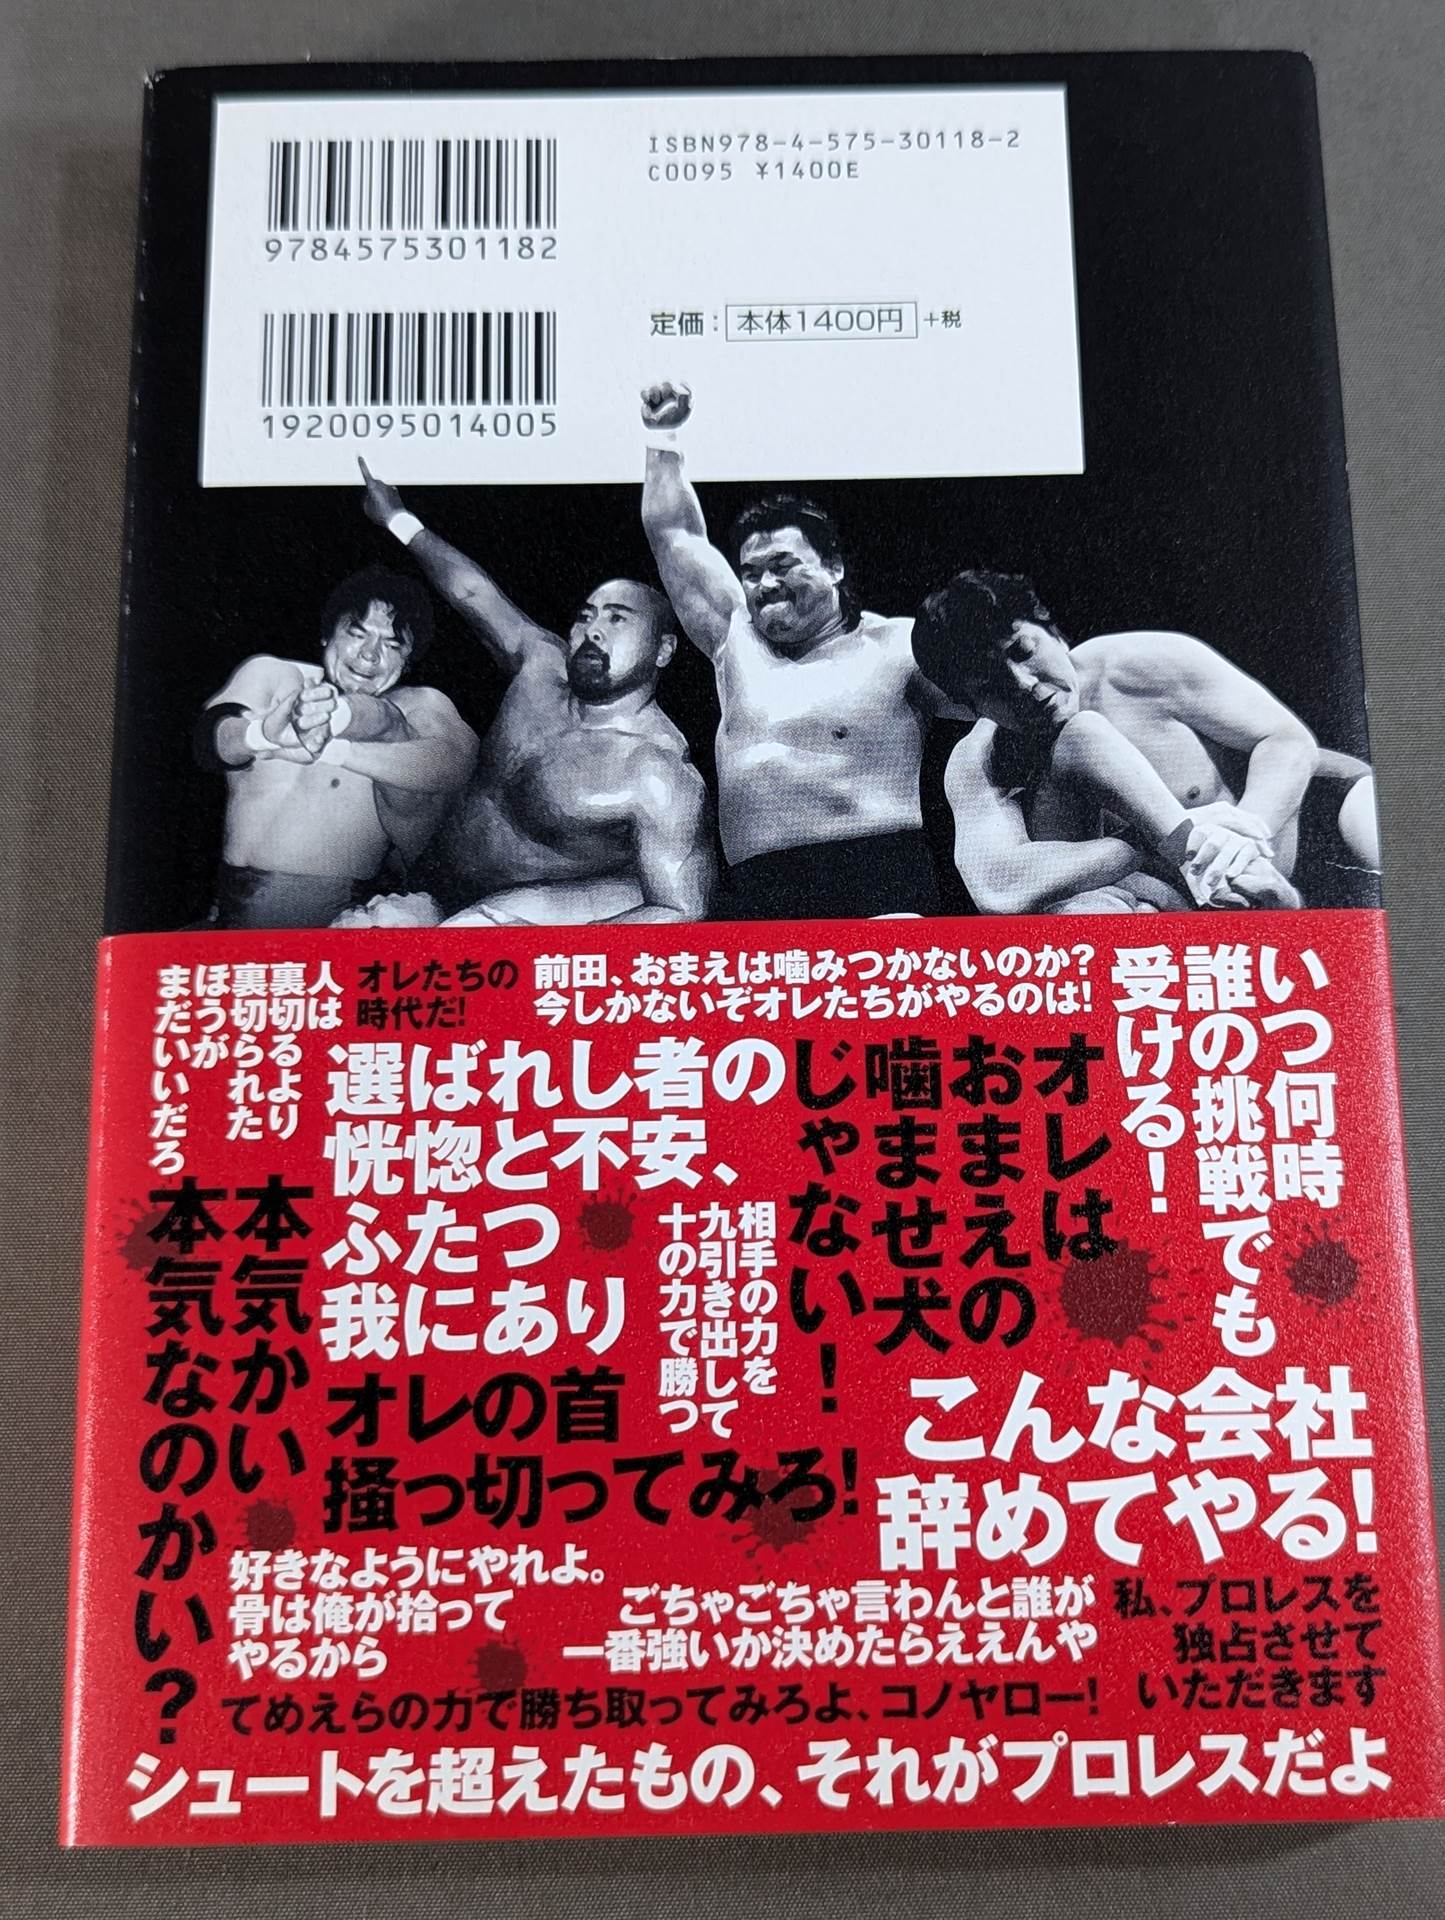 ISBN978-4-575-30118-2
C0095 ¥1400E
9784575301182
定価：本体1400円+税
1920095014005
いつ何時
誰の挑戦でも
受ける！
前田、おまえは噛みつかないのか？
今しかないぞオレたちがやるのは！
オレたちの
時代だ！
人は
裏切るより
裏切られた
ほうが
まだいいだろ
オレは
おまえの
噛ませ犬
じゃない！
選ばれし者の
恍惚と不安、
ふたつ
我にあり
相手の力を
九引き出して
十の力で勝つ
本気かい
本気なのかい？
オレの首
掻っ切ってみろ！
こんな会社
辞めてやる！
好きなようにやれよ。
骨は俺が拾って
やるから
ごちゃごちゃ言わんと誰が
一番強いか決めたらええんや
私、プロレスを
独占させて
いただきます
てめえらの力で勝ち取ってみろよ、コノヤロー！
シュートを超えたもの、それがプロレスだよ